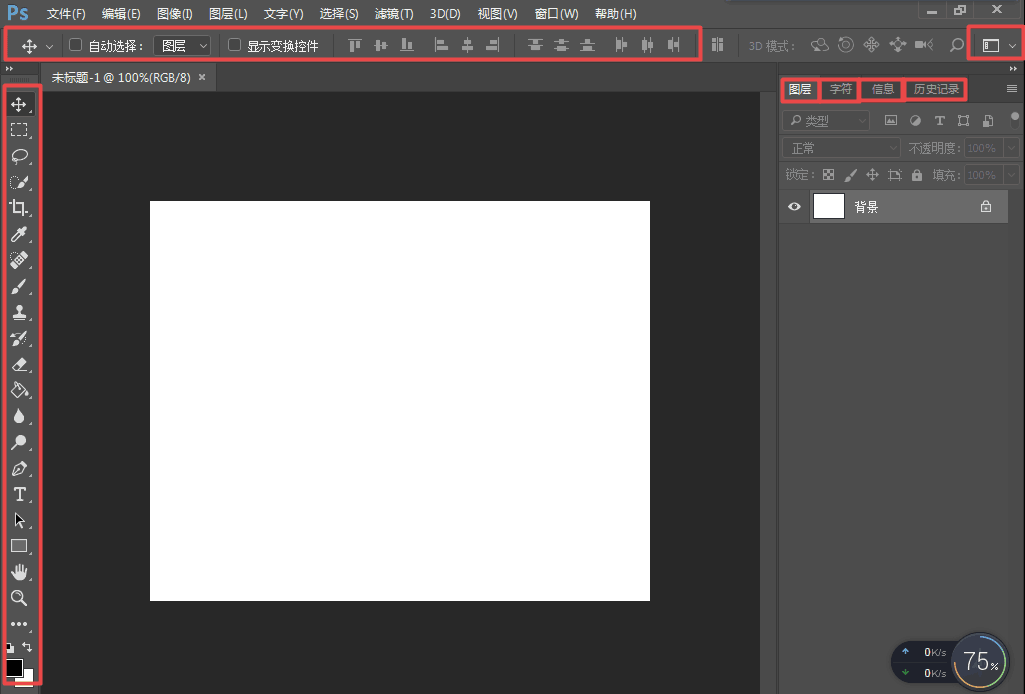 Ps 文件(F) 编辑(E) 图像(I) 图层(L) 文字(Y) 选择(S) 滤镜(T) 3D(D) 视图(V) 窗口(W) 帮助(H)
自动选择： 图层 显示变换控件 3D 模式：
未标题-1 @ 100%(RGB/8) ×
图层 字符 信息 历史记录
类型
正常 不透明度: 100%
锁定: 填充: 100%
背景
0K/s
75%
0K/s